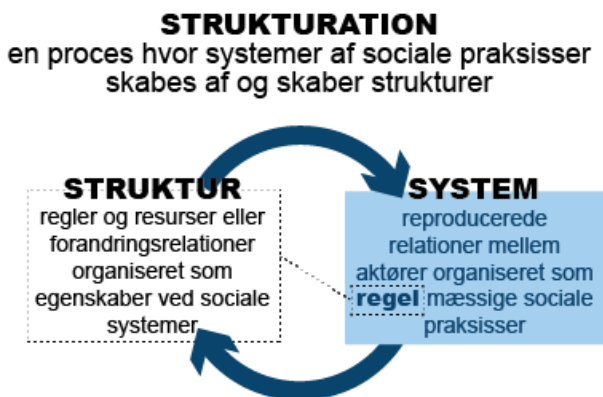 STRUKTURATION
en proces hvor systemer af sociale praksisser
skabes af og skaber strukturer
STRUKTUR
regler og resurser eller
forandringsrelationer
organiseret som
egenskaber ved sociale
systemer
SYSTEM
reproducerede
relationer mellem
aktører organiseret som
regel mæssige sociale
praksisser